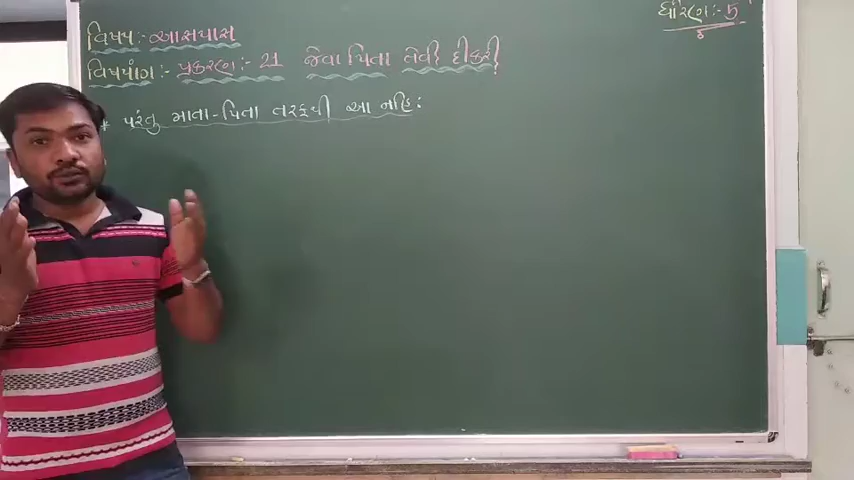 ધોરણ:- 5
વિષય:- આસપાસ
વિષયાંગ:- પ્રકરણ:- 21 જેવા પિતા તેવી દીકરી
* પરંતુ માતા-પિતા તરફથી આ નહિ: